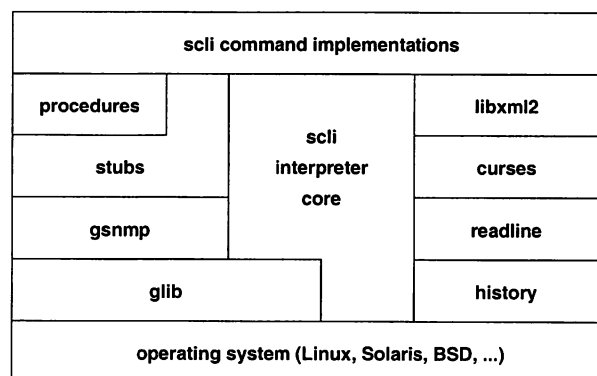 scli command implementations
procedures
stubs
gsnmp
glib
scli
interpreter
core
libxml2
curses
readline
history
operating system (Linux, Solaris, BSD, ...)